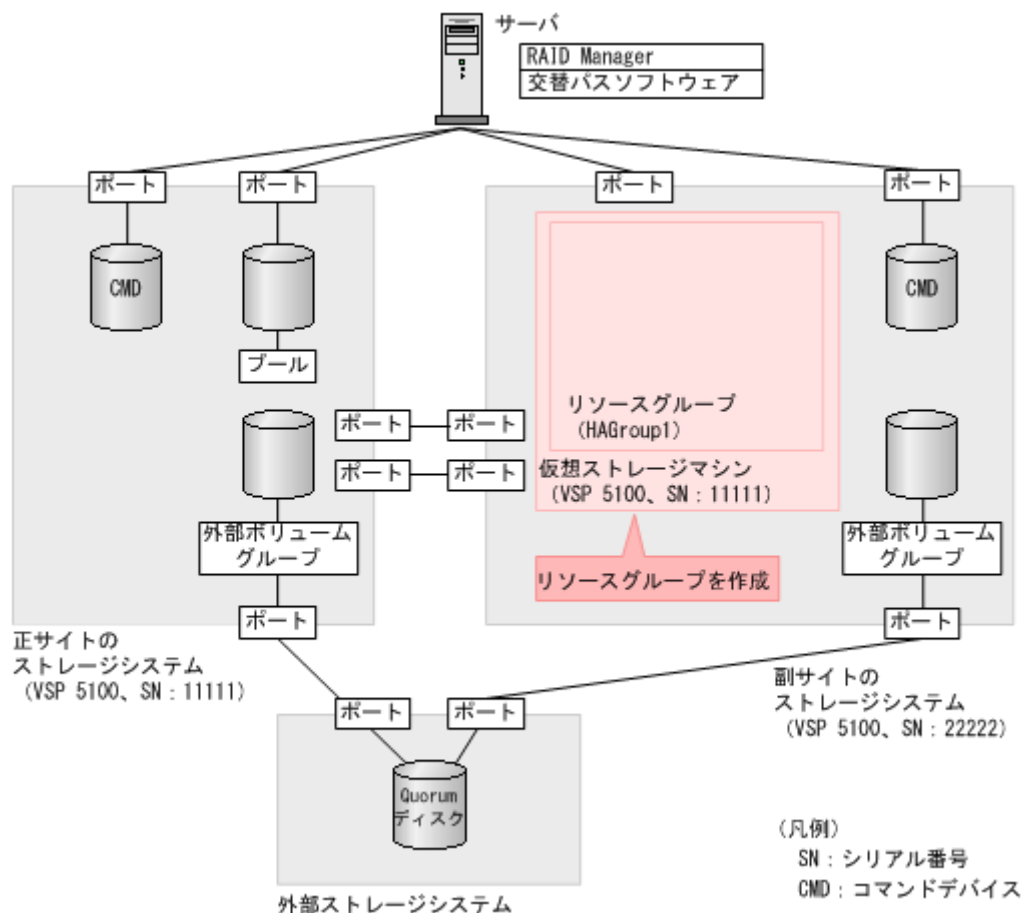 サーバ
RAID Manager
交替パスソフトウェア
ポート
ポート
ポート
ポート
CMD
CMD
プール
リソースグループ
(HAGroup1)
ポート
ポート
ポート
ポート
仮想ストレージマシン
(VSP 5100、SN:11111)
外部ボリューム
グループ
外部ボリューム
グループ
リソースグループを作成
ポート
ポート
正サイトの
ストレージシステム
(VSP 5100、SN:11111)
副サイトの
ストレージシステム
(VSP 5100、SN:22222)
ポート
ポート
Quorum
ディスク
外部ストレージシステム
(凡例)
SN:シリアル番号
CMD:コマンドデバイス